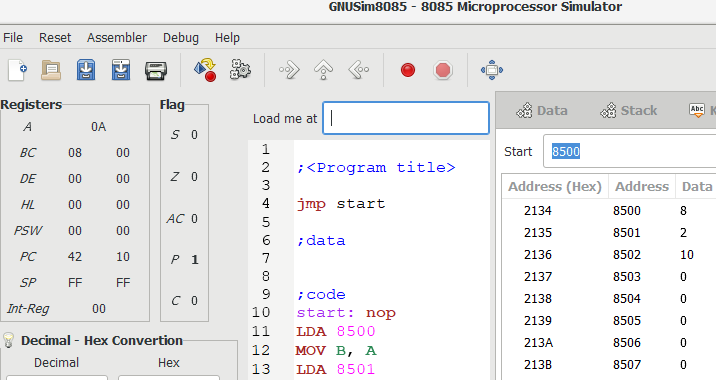 GNUSim8085 - 8085 Microprocessor Simulator
File Reset Assembler Debug Help
Registers
A 0A
BC 08 00
DE 00 00
HL 00 00
PSW 00 00
PC 42 10
SP FF FF
Int-Reg 00
Flag
S 0
Z 0
AC 0
P 1
C 0
Decimal - Hex Convertion
Decimal Hex
Load me at
1
2 ;<Program title>
3
4 jmp start
5
6 ;data
7
8
9 ;code
10 start: nop
11 LDA 8500
12 MOV B, A
13 LDA 8501
Data Stack
Abc
Start 8500
Address (Hex) Address Data
2134 8500 8
2135 8501 2
2136 8502 10
2137 8503 0
2138 8504 0
2139 8505 0
213A 8506 0
213B 8507 0